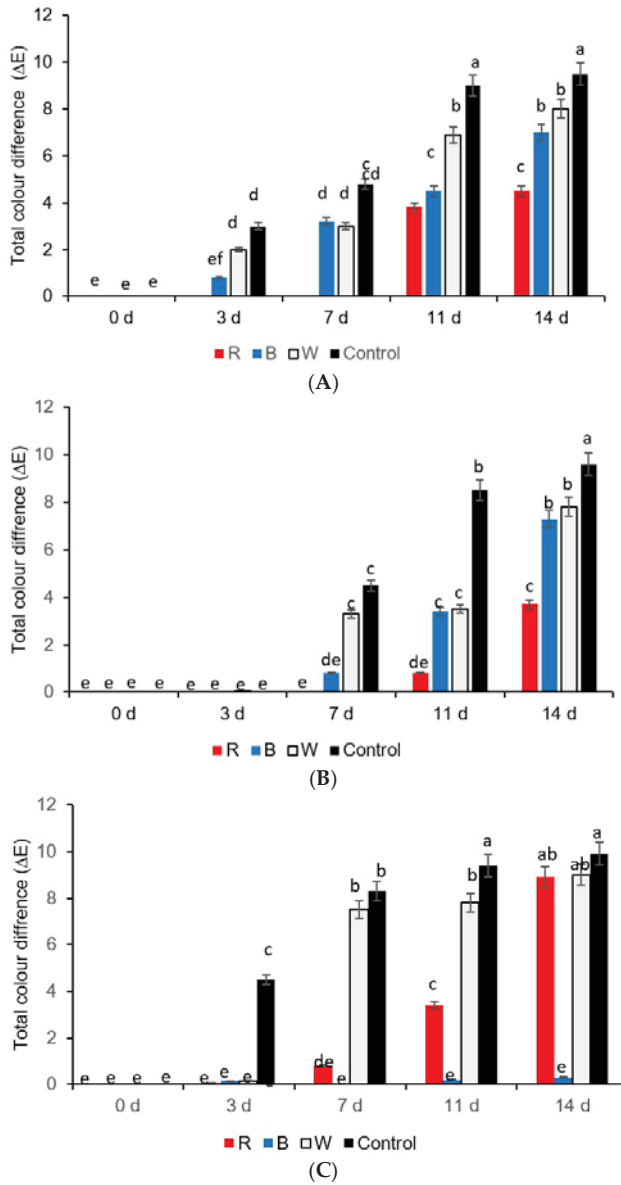 12
10
8
6
4
2
0
Total colour difference (ΔE)
e e e
ef d d
d d c cd
c b a
c b b a
0 d 3 d 7 d 11 d 14 d
R B W Control
(A)
12
10
8
6
4
2
0
Total colour diffrence (ΔE)
e e e e
e e e e
e de c c
de c c b
c b b a
0 d 3 d 7 d 11 d 14 d
R B W Control
(B)
12
10
8
6
4
2
0
Total colour diffrence (ΔE)
e e e e
e e e c
de e b b
c e b a
ab e ab a
0 d 3 d 7 d 11 d 14 d
R B W Control
(C)